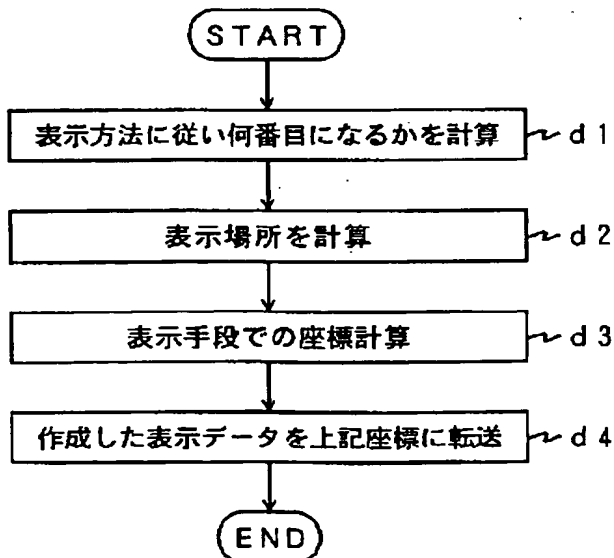 START
表示方法に従い何番目になるかを計算 d1
表示場所を計算 d2
表示手段での座標計算 d3
作成した表示データを上記座標に転送 d4
END